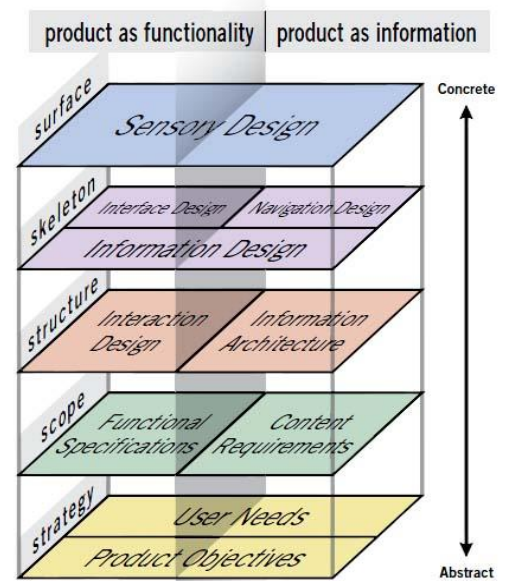 product as functionality | product as information
Concrete
surface
Sensory Design
skeleton
Interface Design
Navigation Design
Information Design
structure
Interaction
Design
Information
Architecture
scope
Functional
Specifications
Content
Requirements
strategy
User Needs
Product Objectives
Abstract